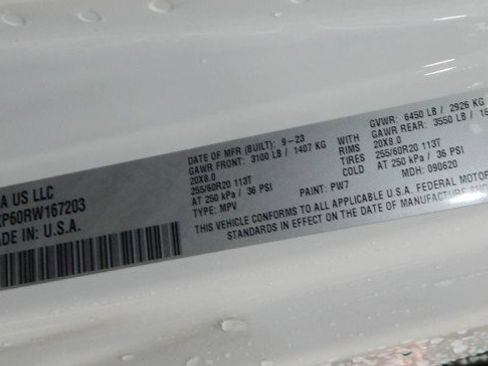 A US LLC
P60RW167203
MADE IN: U.S.A.
DATE OF MFR (BUILT): 9-23
GAWR FRONT: 3100 LB / 1407 KG
20X8.0
255/60R20 113T
AT 250 kPa / 36 PSI
TYPE: MPV
PAINT: PW7
WITH
RIMS
TIRES
COLD
GVWR: 6450 LB / 2926 KG
GAWR REAR: 3550 LB / 16
20X8.0
255/60R20 113T
AT 250 kPa / 36 PSI
MDH: 090620
THIS VEHICLE CONFORMS TO ALL APPLICABLE U.S.A. FEDERAL MOTOR
STANDARDS IN EFFECT ON THE DATE OF MANUFACTURE SHOW